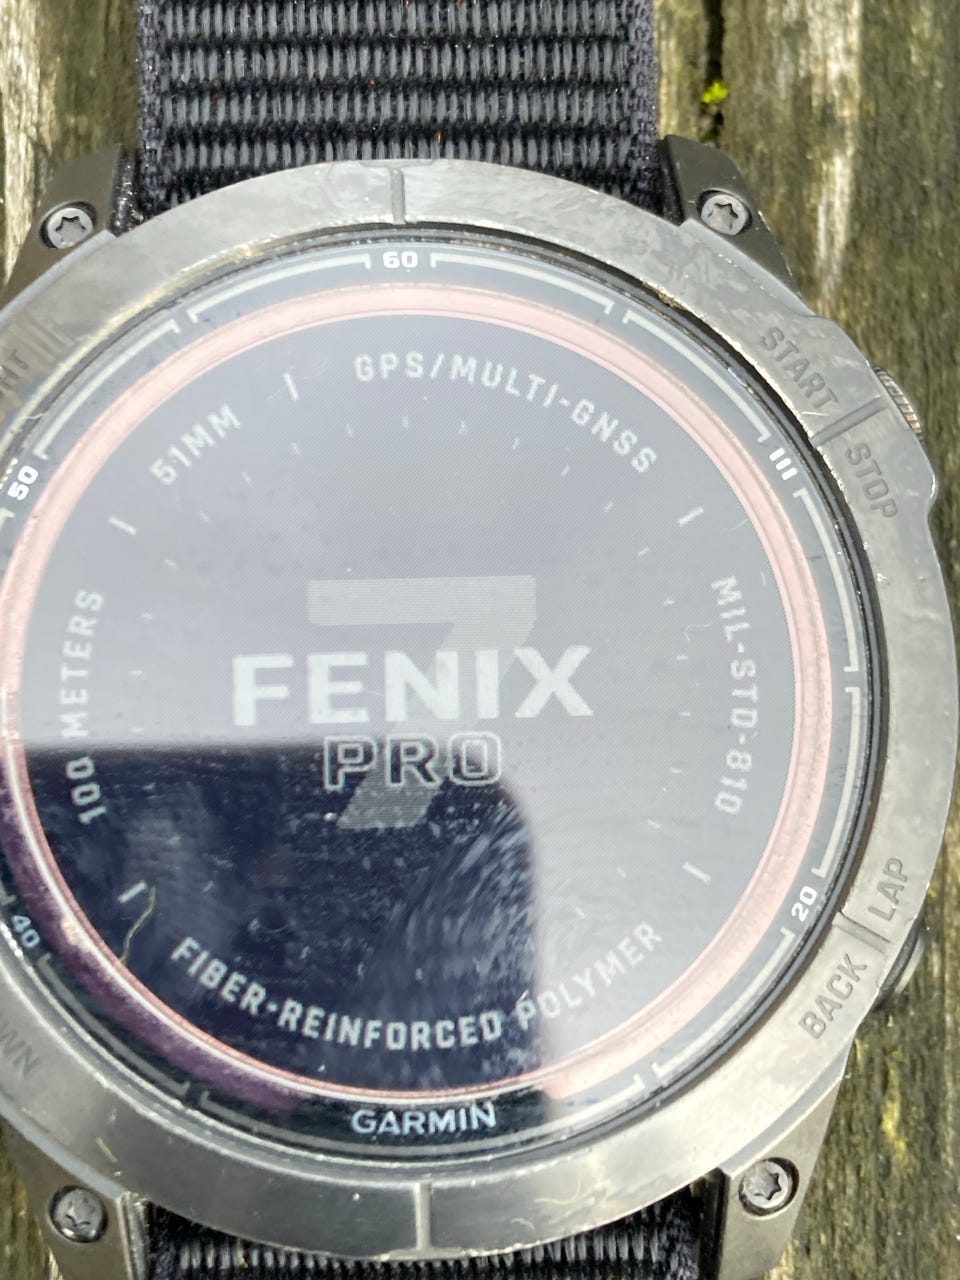 60
GPS/MULTI-GNSS
51MM
START
STOP
50
100 METERS
MIL-STD-810
7
FENIX
PRO
LAP
20
BACK
40
FIBER-REINFORCED POLYMER
GARMIN